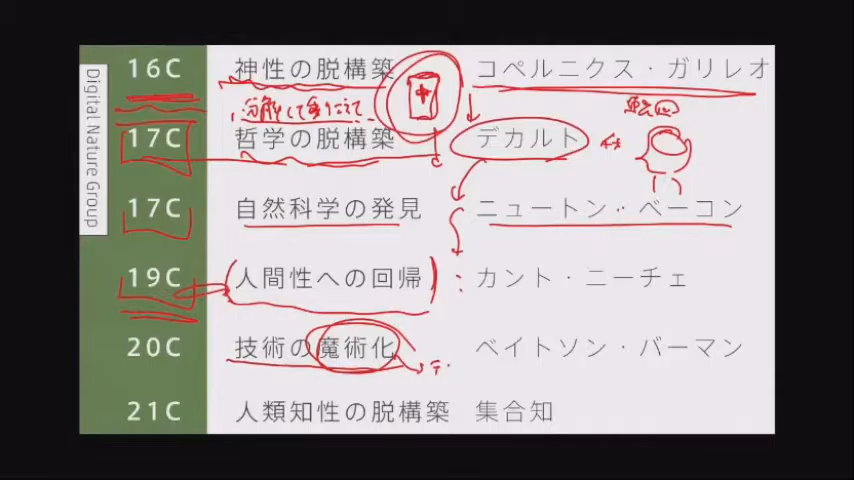 Digital Nature Group
16C 神性の脱構築 コペルニクス・ガリレオ
分解して
17C 哲学の脱構築 デカルト
17C 自然科学の発見 ニュートン・ベーコン
19C 人間性への回帰 カント・ニーチェ
20C 技術の魔術化 ベイトソン・バーマン
21C 人類知性の脱構築 集合知